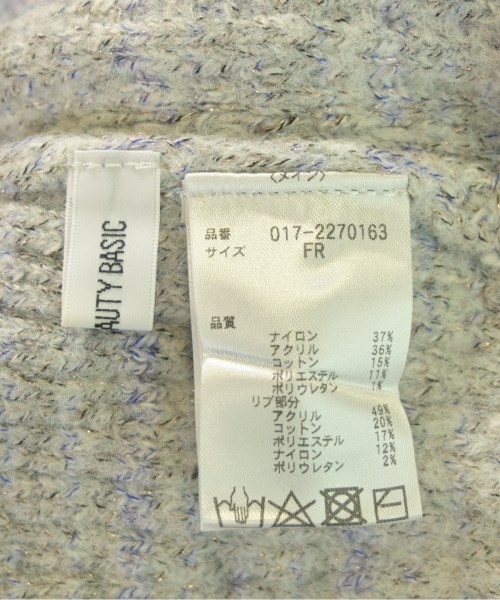 AUTY BASIC
〈メイン〉
品番 017-2270163
サイズ FR
品質
ナイロン 37%
アクリル 36%
コットン 15%
ポリエステル 11%
ポリウレタン 1%
リブ部分
アクリル 49%
コットン 20%
ポリエステル 17%
ナイロン 12%
ポリウレタン 2%